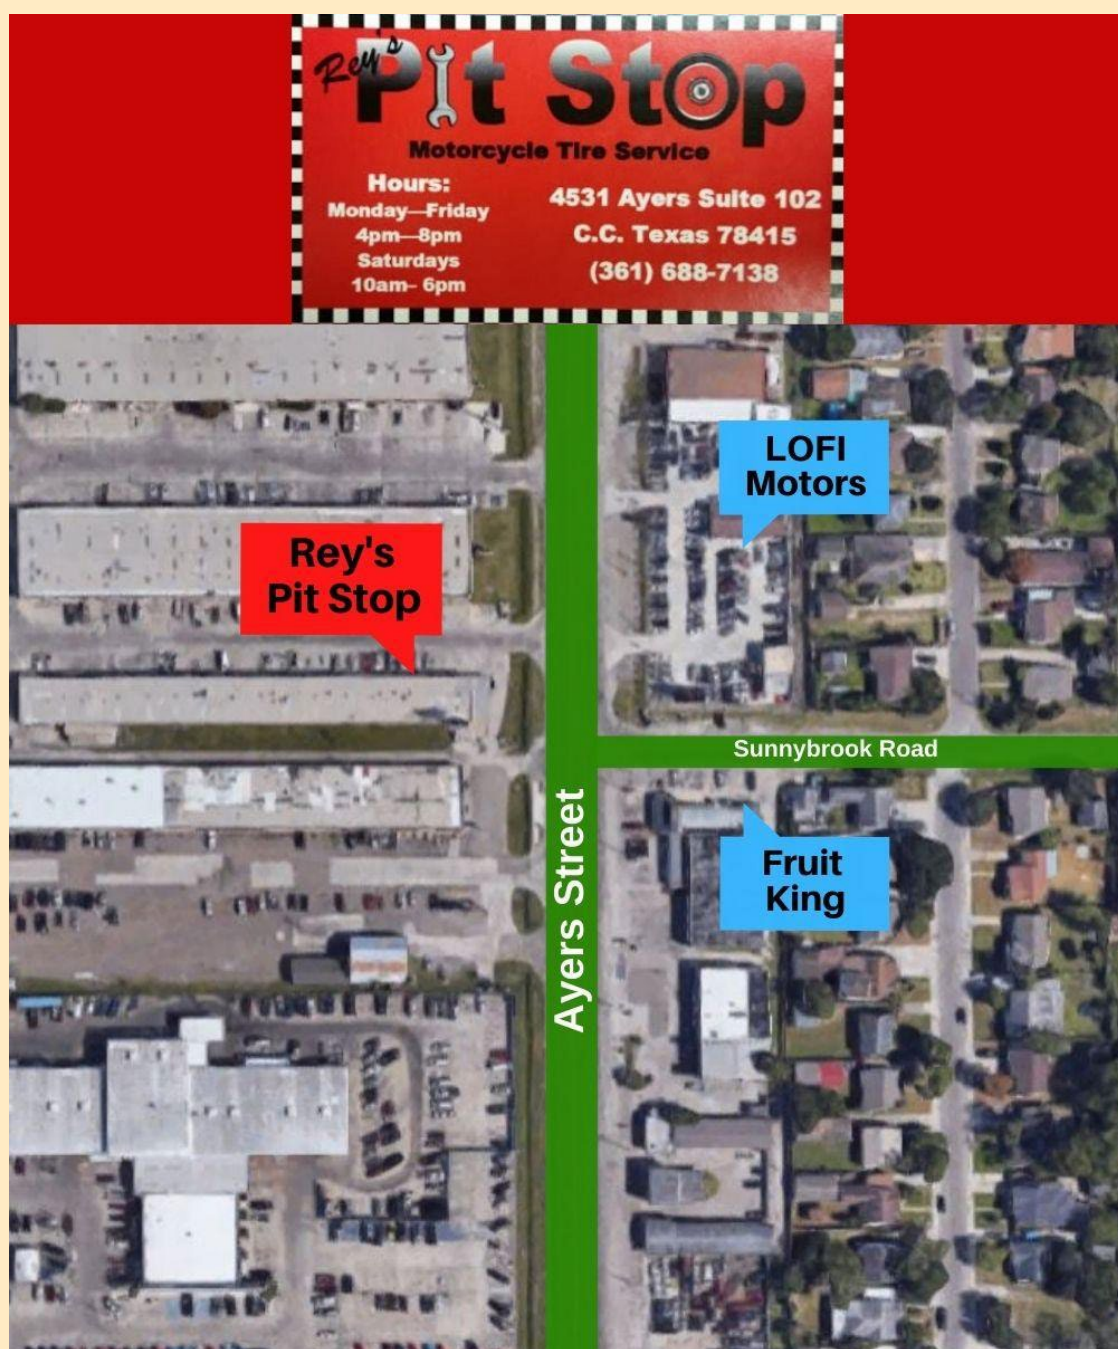 Rey's
Pit Stop
Motorcycle Tire Service
Hours:
Monday—Friday
4pm—8pm
Saturdays
10am– 6pm
4531 Ayers Suite 102
C.C. Texas 78415
(361) 688-7138
LOFI
Motors
Rey's
Pit Stop
Sunnybrook Road
Fruit
King
Ayers Street